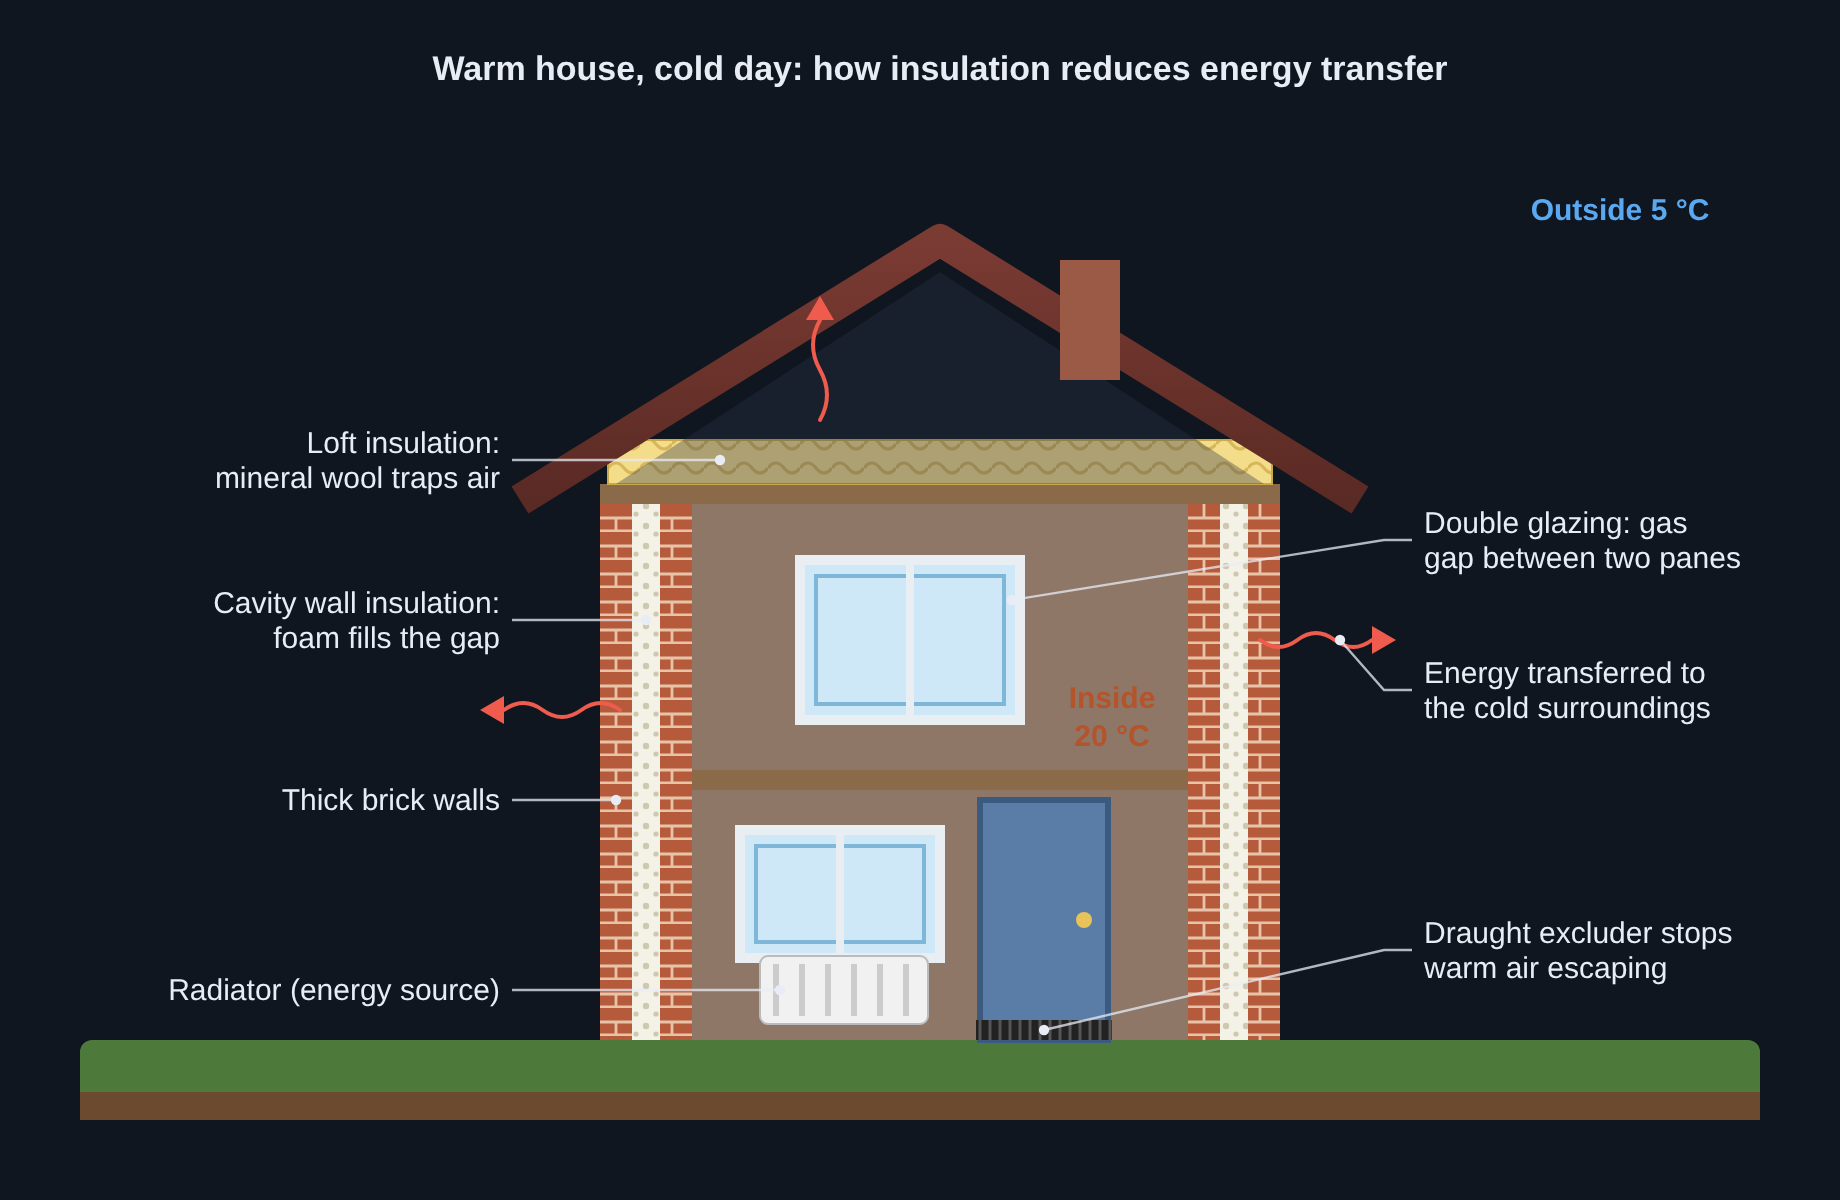 Warm house, cold day: how insulation reduces energy transfer
Outside 5 °C
Loft insulation:
mineral wool traps air
Double glazing: gas
gap between two panes
Cavity wall insulation:
foam fills the gap
Energy transferred to
the cold surroundings
Inside
20 °C
Thick brick walls
Draught excluder stops
warm air escaping
Radiator (energy source)